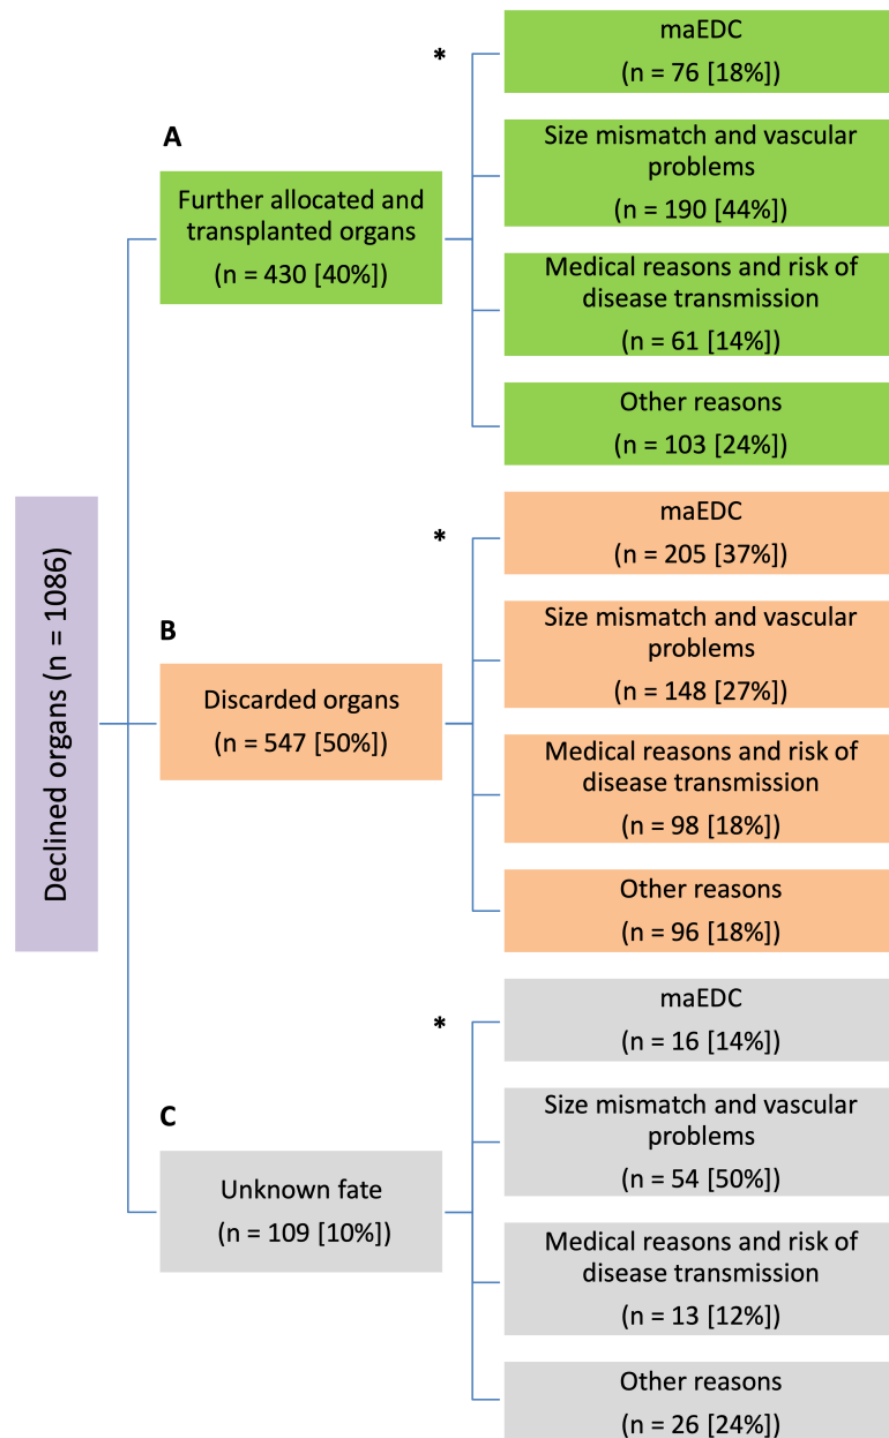 Declined organs (n = 1086)
A
Further allocated and
transplanted organs
(n = 430 [40%])
*
maEDC
(n = 76 [18%])
Size mismatch and vascular
problems
(n = 190 [44%])
Medical reasons and risk of
disease transmission
(n = 61 [14%])
Other reasons
(n = 103 [24%])
B
Discarded organs
(n = 547 [50%])
*
maEDC
(n = 205 [37%])
Size mismatch and vascular
problems
(n = 148 [27%])
Medical reasons and risk of
disease transmission
(n = 98 [18%])
Other reasons
(n = 96 [18%])
C
Unknown fate
(n = 109 [10%])
*
maEDC
(n = 16 [14%])
Size mismatch and vascular
problems
(n = 54 [50%])
Medical reasons and risk of
disease transmission
(n = 13 [12%])
Other reasons
(n = 26 [24%])